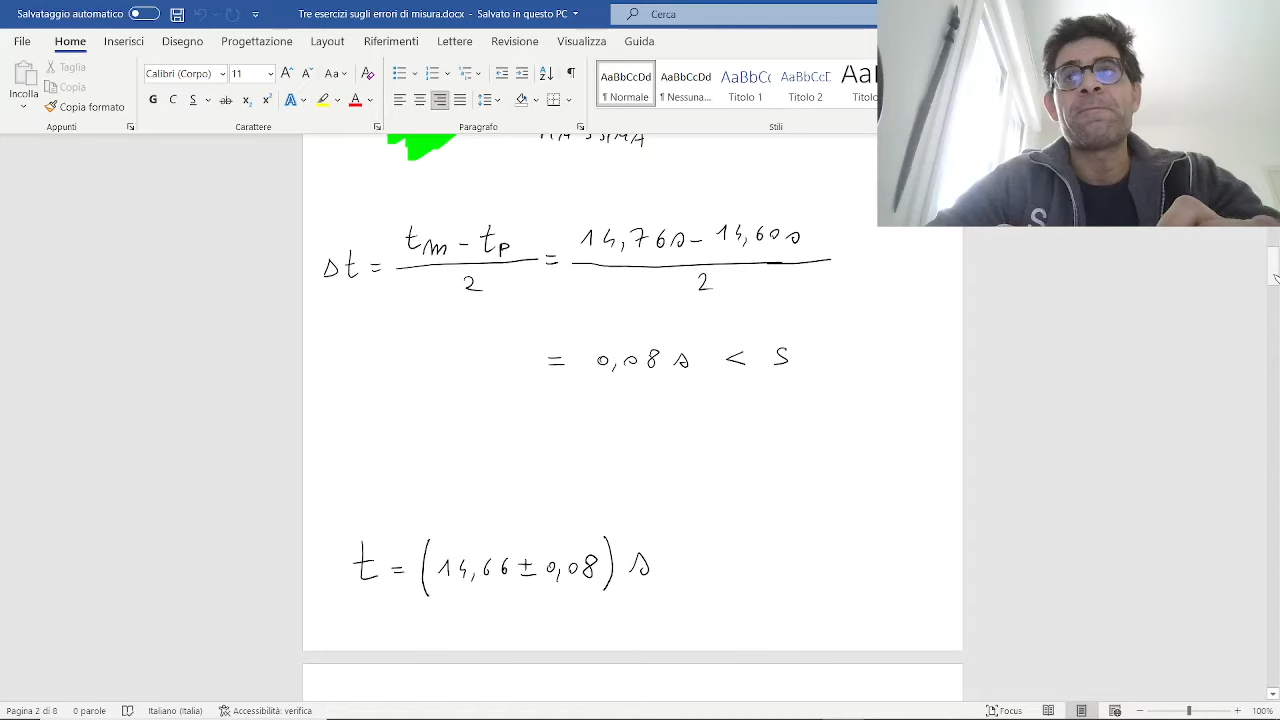 Salvataggio automatico
Tre esercizi sugli errori di misura.docx - Salvato in questo PC
Cerca
File Home Inserisci Disegno Progettazione Layout Riferimenti Lettere Revisione Visualizza Guida
Incolla
Taglia
Copia
Copia formato
Calibri (Corpo) 11
AaBbCcDd AaBbCcDd AaBbCc AaBbCcD AaB
¶ Normale ¶ Nessuna... Titolo 1 Titolo 2 Titolo
Appunti Carattere Paragrafo Stili
Δt = (tm - tp)/2 = (14,76s - 14,60s)/2
= 0,08 s < S
t = (14,66 ± 0,08) s
Pagina 2 di 8 0 parole Italiano (Italia) Accessibilità: verifica Focus 100%